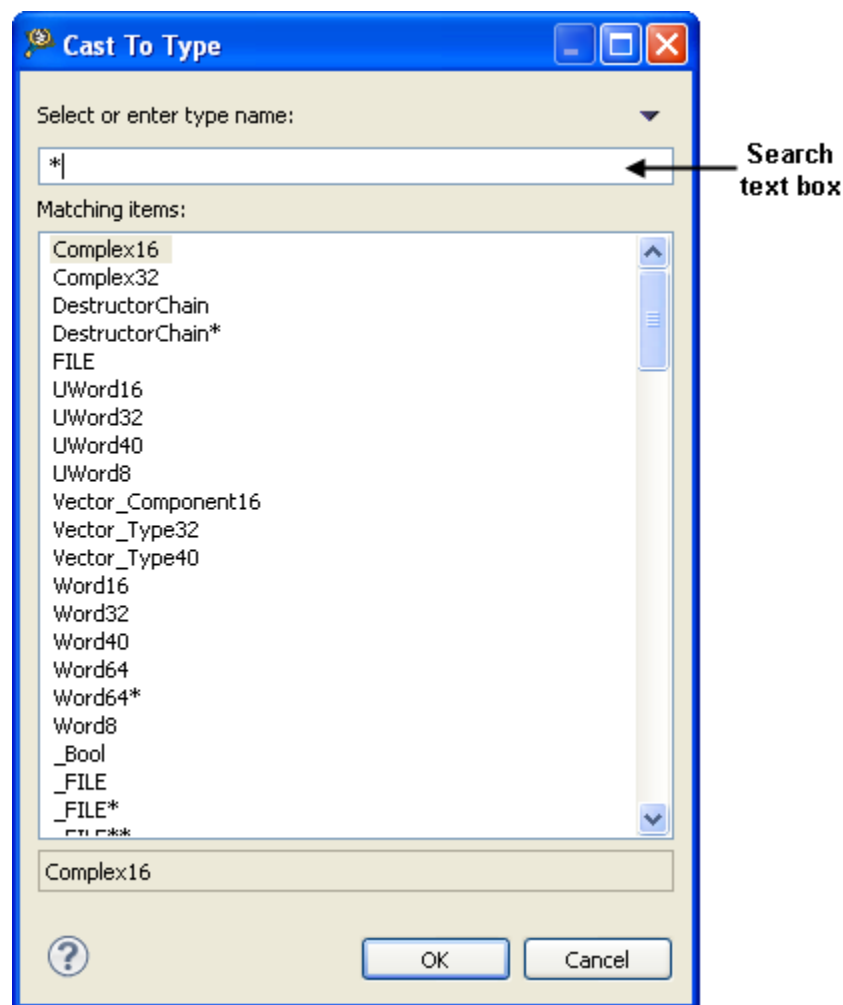 Cast To Type
Select or enter type name:
*
Search
text box
Matching items:
Complex16
Complex32
DestructorChain
DestructorChain*
FILE
UWord16
UWord32
UWord40
UWord8
Vector_Component16
Vector_Type32
Vector_Type40
Word16
Word32
Word40
Word64
Word64*
Word8
_Bool
_FILE
_FILE*
_FILE**
Complex16
?
OK
Cancel